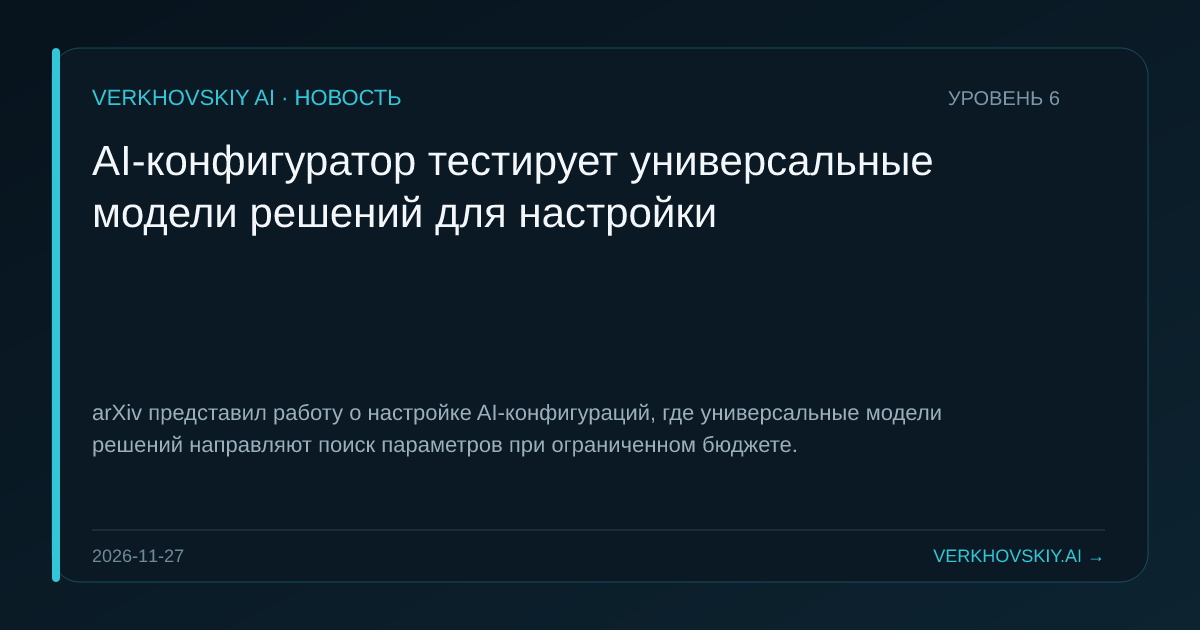 VERKHOVSKIY AI · НОВОСТЬ
УРОВЕНЬ 6
AI-конфигуратор тестирует универсальные
модели решений для настройки
arXiv представил работу о настройке AI-конфигураций, где универсальные модели
решений направляют поиск параметров при ограниченном бюджете.
2026-11-27
VERKHOVSKIY.AI →